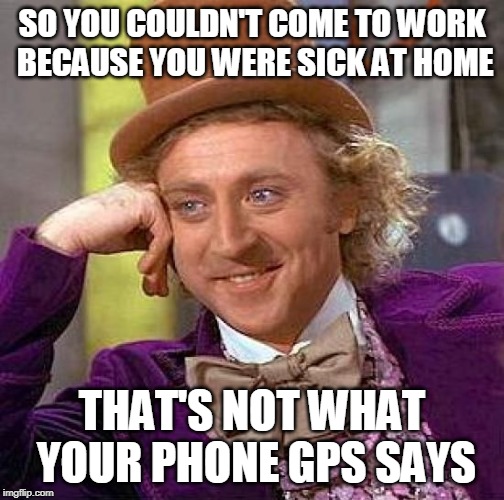 SO YOU COULDN'T COME TO WORK
BECAUSE YOU WERE SICK AT HOME
THAT'S NOT WHAT
YOUR PHONE GPS SAYS
imgflip.com